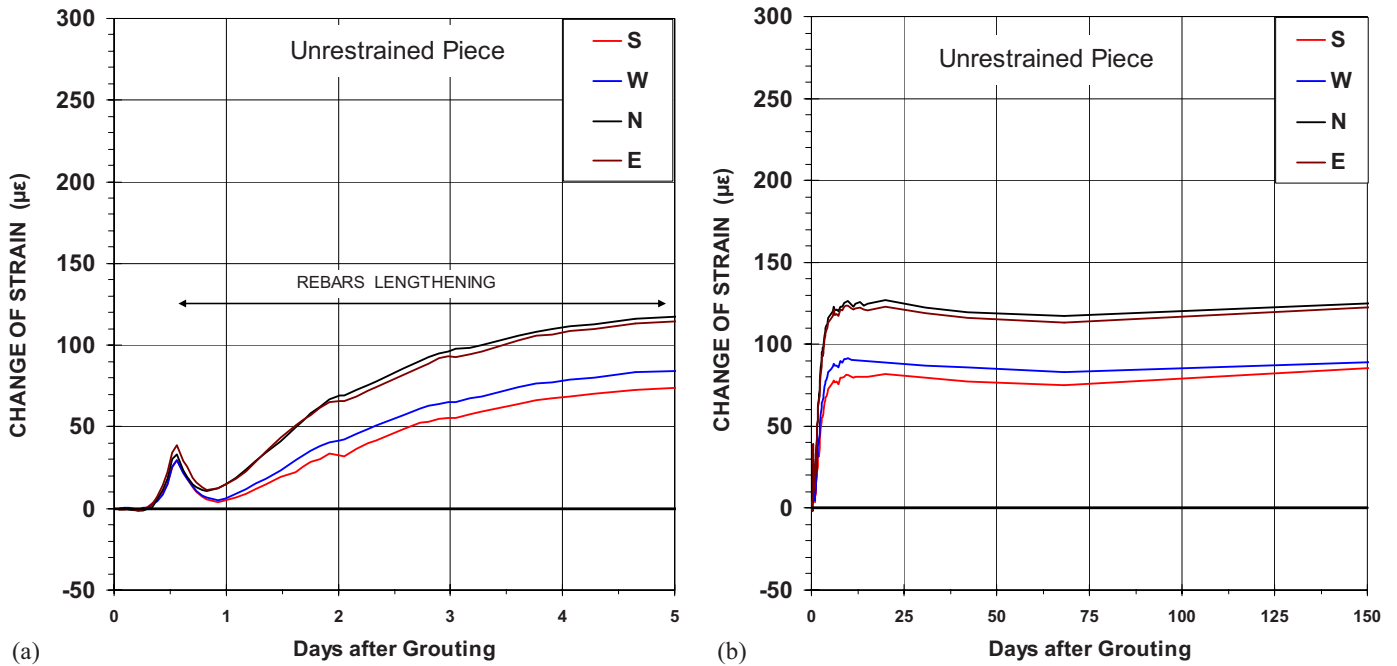 300
250
200
150
100
50
0
-50
CHANGE OF STRAIN (µε)
Unrestrained Piece
S
W
N
E
REBARS LENGTHENING
0 1 2 3 4 5
Days after Grouting
(a)
300
250
200
150
100
50
0
-50
CHANGE OF STRAIN (µε)
Unrestrained Piece
S
W
N
E
0 25 50 75 100 125 150
Days after Grouting
(b)